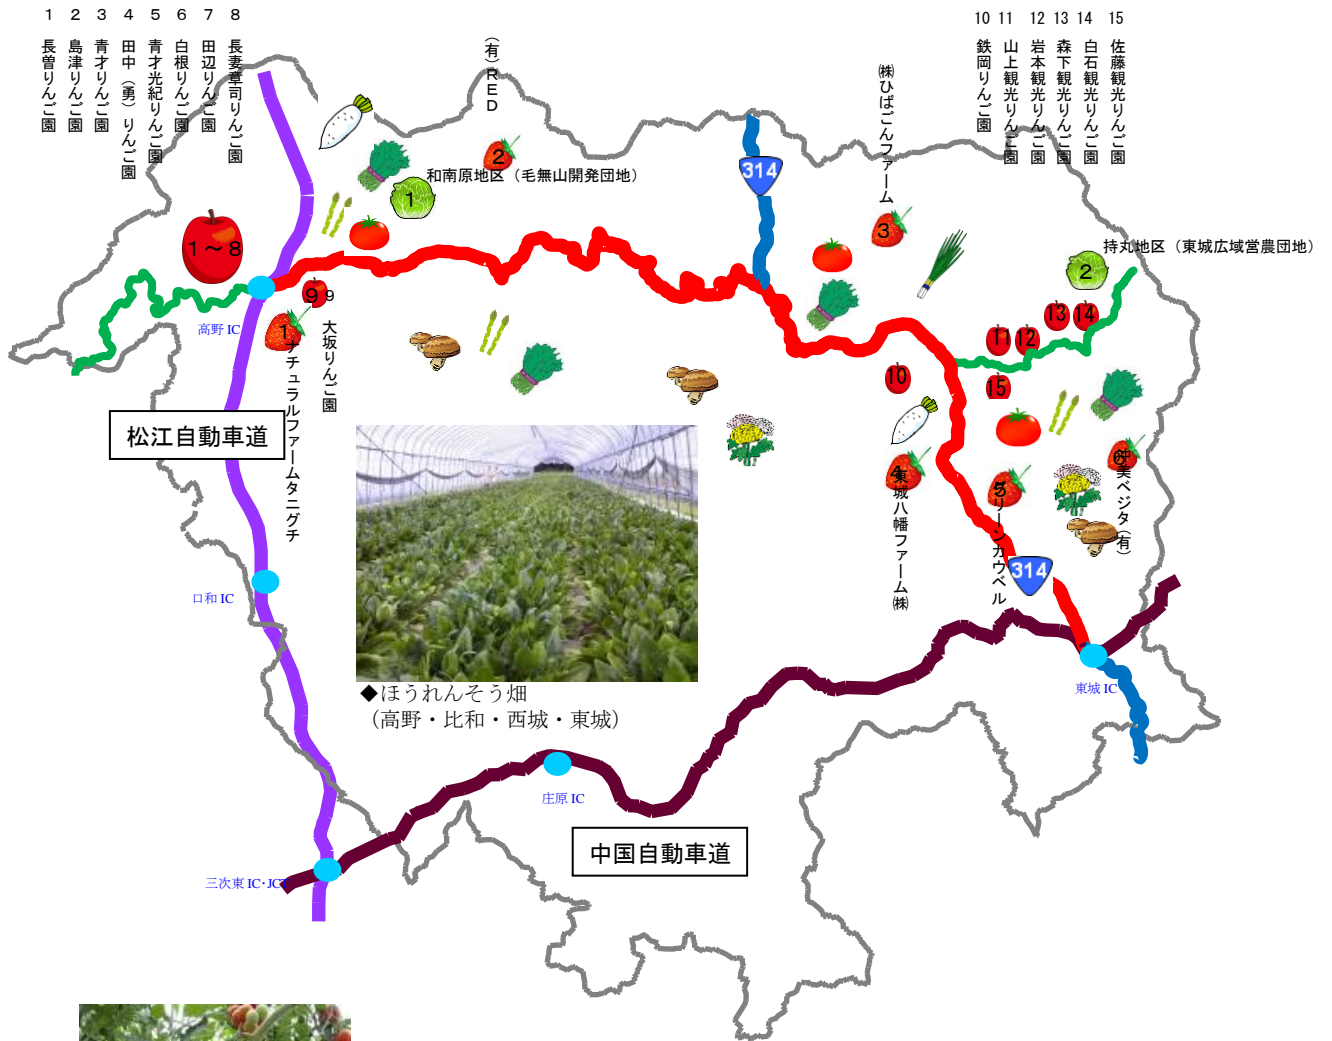 1 長曽りんご園
2 島津りんご園
3 青才りんご園
4 田中（勇）りんご園
5 青才光紀りんご園
6 白根りんご園
7 田辺りんご園
8 長妻章司りんご園
（有）RED
㈱ひばごんファーム
10 鉄岡りんご園
11 山上観光りんご園
12 岩本観光りんご園
13 森下観光りんご園
14 白石観光りんご園
15 佐藤観光りんご園
2
和南原地区（毛無山開発団地）
1
314
3
1～8
持丸地区（東城広域営農団地）
2
高野 IC
9
9
大坂りんご園
1
ナチュラルファームタニグチ
13
14
11
12
10
15
松江自動車道
4
東城八幡ファーム㈱
5
グリーンカウベル
6
沖美ベジタ（有）
314
口和 IC
◆ほうれんそう畑
（高野・比和・西城・東城）
東城 IC
庄原 IC
中国自動車道
三次東 IC・JCT